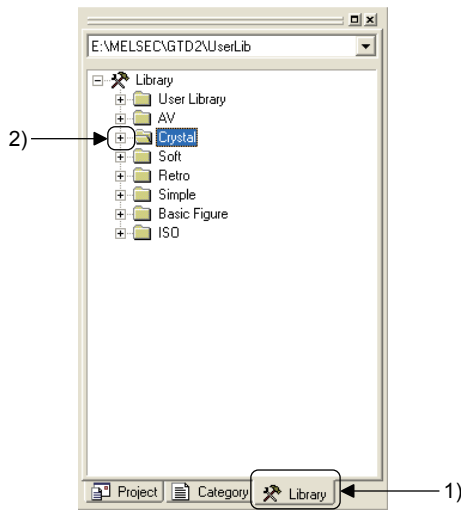 E:\MELSEC\GTD2\UserLib
Library
User Library
AV
2)
Crystal
Soft
Retro
Simple
Basic Figure
ISO
Project
Category
Library
1)